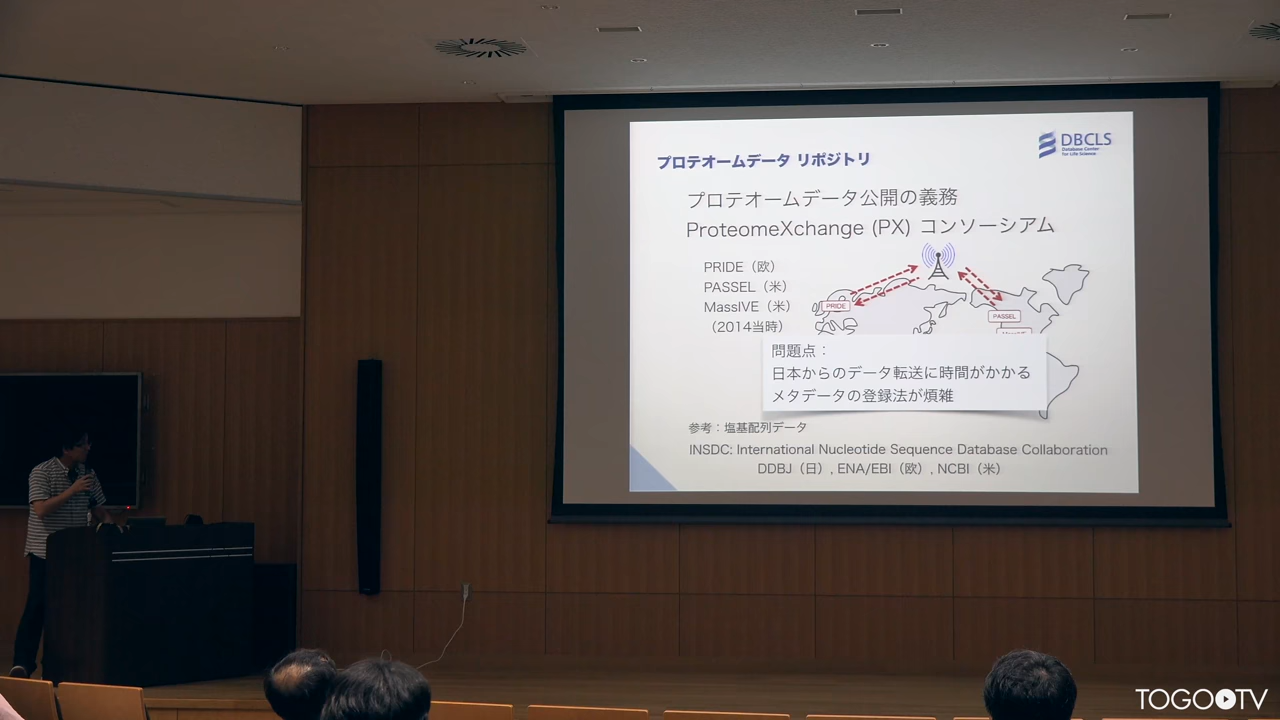 プロテオームデータ リポジトリ
DBCLS
Database Center
for Life Science
プロテオームデータ公開の義務
ProteomeXchange (PX) コンソーシアム
PRIDE（欧）
PASSEL（米）
MassIVE（米）
（2014当時）
PRIDE
PASSEL
問題点：
日本からのデータ転送に時間がかかる
メタデータの登録法が煩雑
参考：塩基配列データ
INSDC: International Nucleotide Sequence Database Collaboration
DDBJ（日）, ENA/EBI（欧）, NCBI（米）
TOGOTV